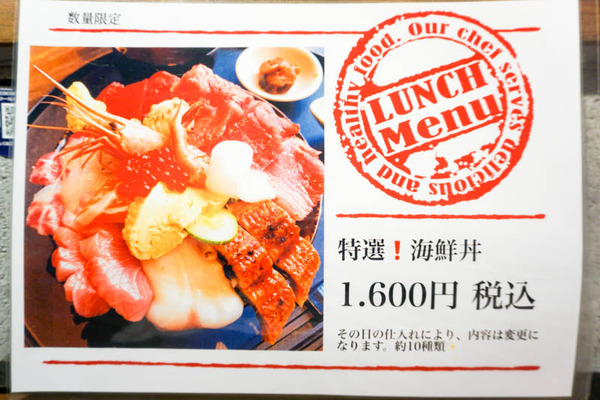 数量限定
Our chef serves delicious and healthy food.
LUNCH
Menu
特選❗海鮮丼
1.600円 税込
その日の仕入れにより、内容は変更に
なります。約10種類